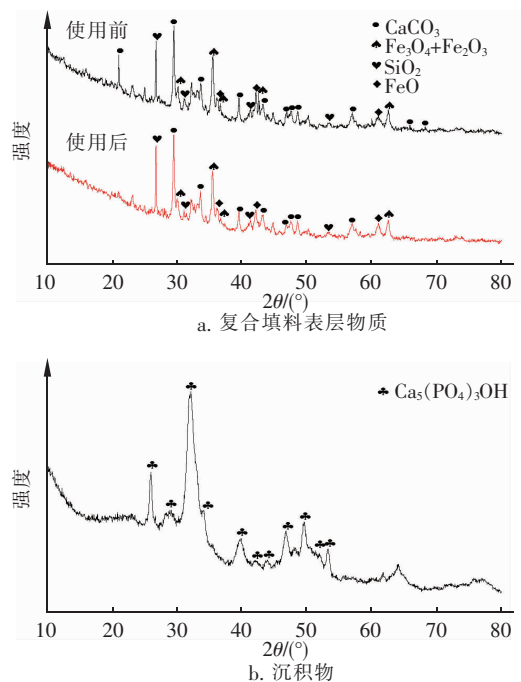 使用前
CaCO₃
Fe₃O₄+Fe₂O₃
SiO₂
FeO
使用后
强度
10 20 30 40 50 60 70 80
2θ/(°)
a. 复合填料表层物质
Ca₅(PO₄)₃OH
强度
10 20 30 40 50 60 70 80
2θ/(°)
b. 沉积物